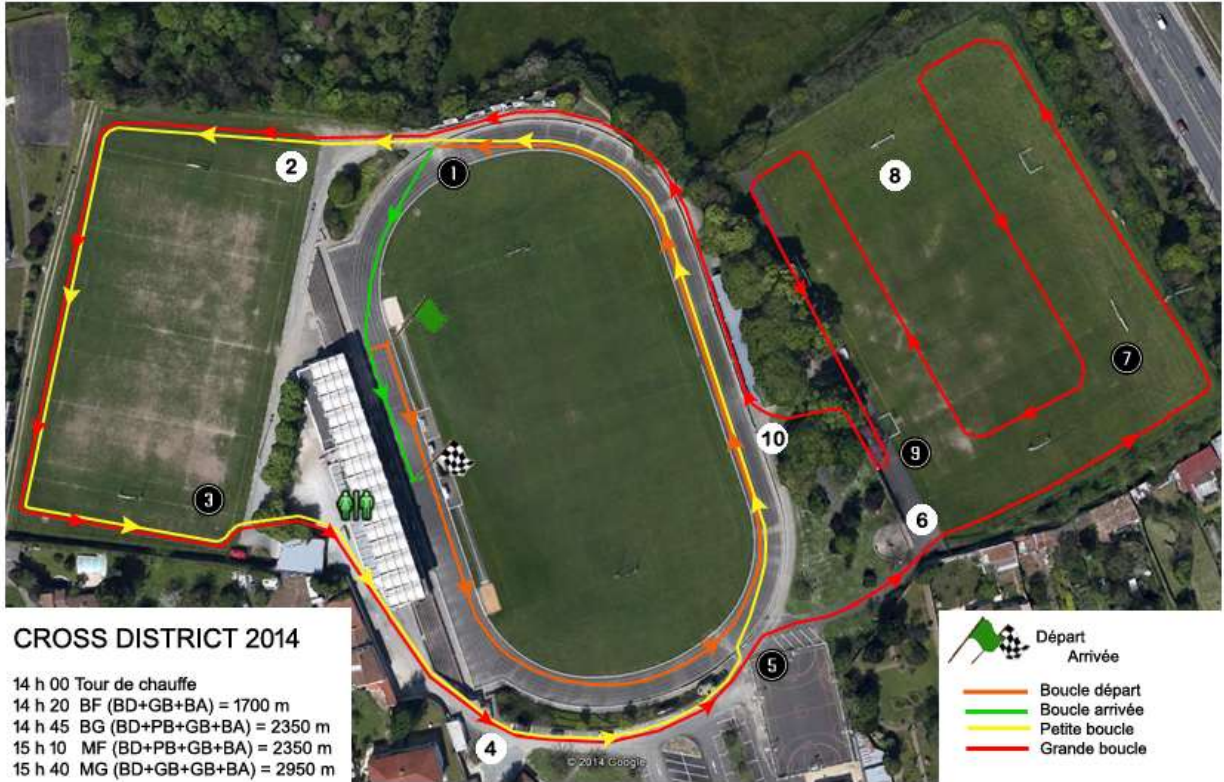 1
2
3
4
5
6
7
8
9
10
© 2014 Google
CROSS DISTRICT 2014
14 h 00 Tour de chauffe
14 h 20 BF (BD+GB+BA) = 1700 m
14 h 45 BG (BD+PB+GB+BA) = 2350 m
15 h 10 MF (BD+PB+GB+BA) = 2350 m
15 h 40 MG (BD+GB+GB+BA) = 2950 m
Départ
Arrivée
Boucle départ
Boucle arrivée
Petite boucle
Grande boucle